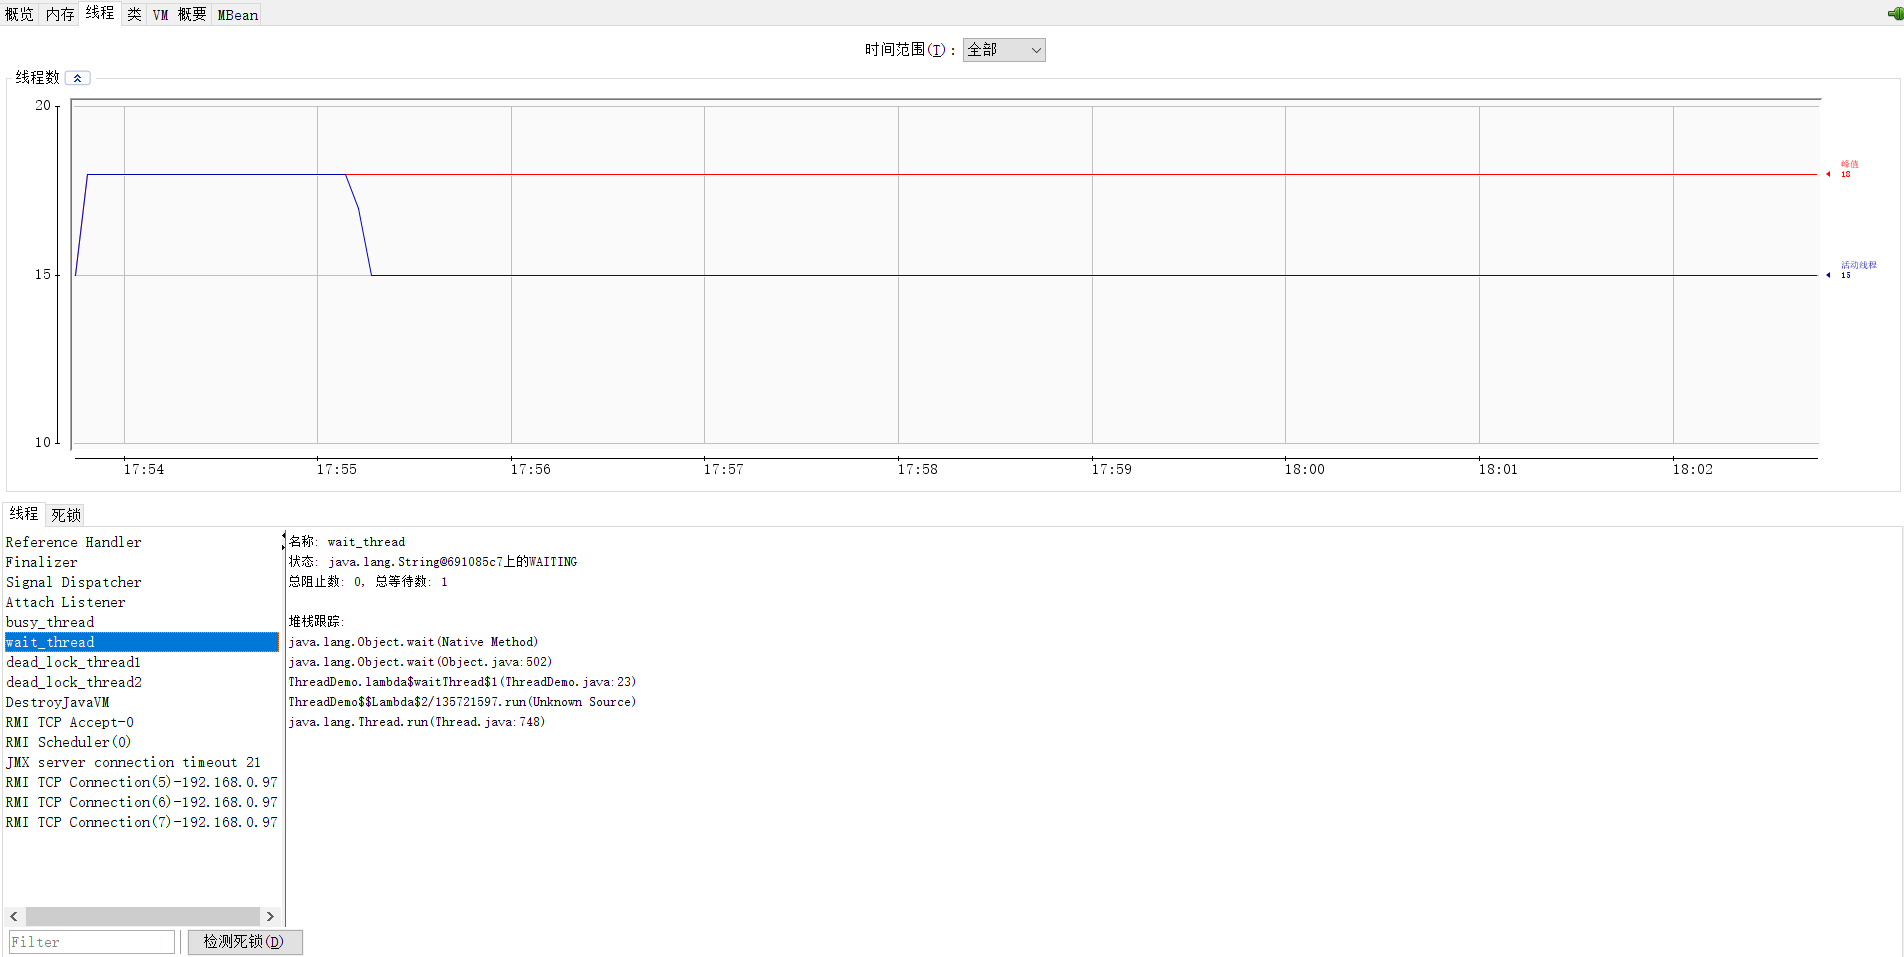 概览 内存 线程 类 VM 概要 MBean
时间范围(T): 全部
线程数
20
15
10
峰值
18
活动线程
15
17:54 17:55 17:56 17:57 17:58 17:59 18:00 18:01 18:02
线程 死锁
Reference Handler
Finalizer
Signal Dispatcher
Attach Listener
busy_thread
wait_thread
dead_lock_thread1
dead_lock_thread2
DestroyJavaVM
RMI TCP Accept-0
RMI Scheduler(0)
JMX server connection timeout 21
RMI TCP Connection(5)-192.168.0.97
RMI TCP Connection(6)-192.168.0.97
RMI TCP Connection(7)-192.168.0.97
名称: wait_thread
状态: java.lang.String@691085c7上的WAITING
总阻止数: 0, 总等待数: 1
堆栈跟踪:
java.lang.Object.wait(Native Method)
java.lang.Object.wait(Object.java:502)
ThreadDemo.lambda$waitThread$1(ThreadDemo.java:23)
ThreadDemo$$Lambda$2/135721597.run(Unknown Source)
java.lang.Thread.run(Thread.java:748)
Filter
检测死锁(D)